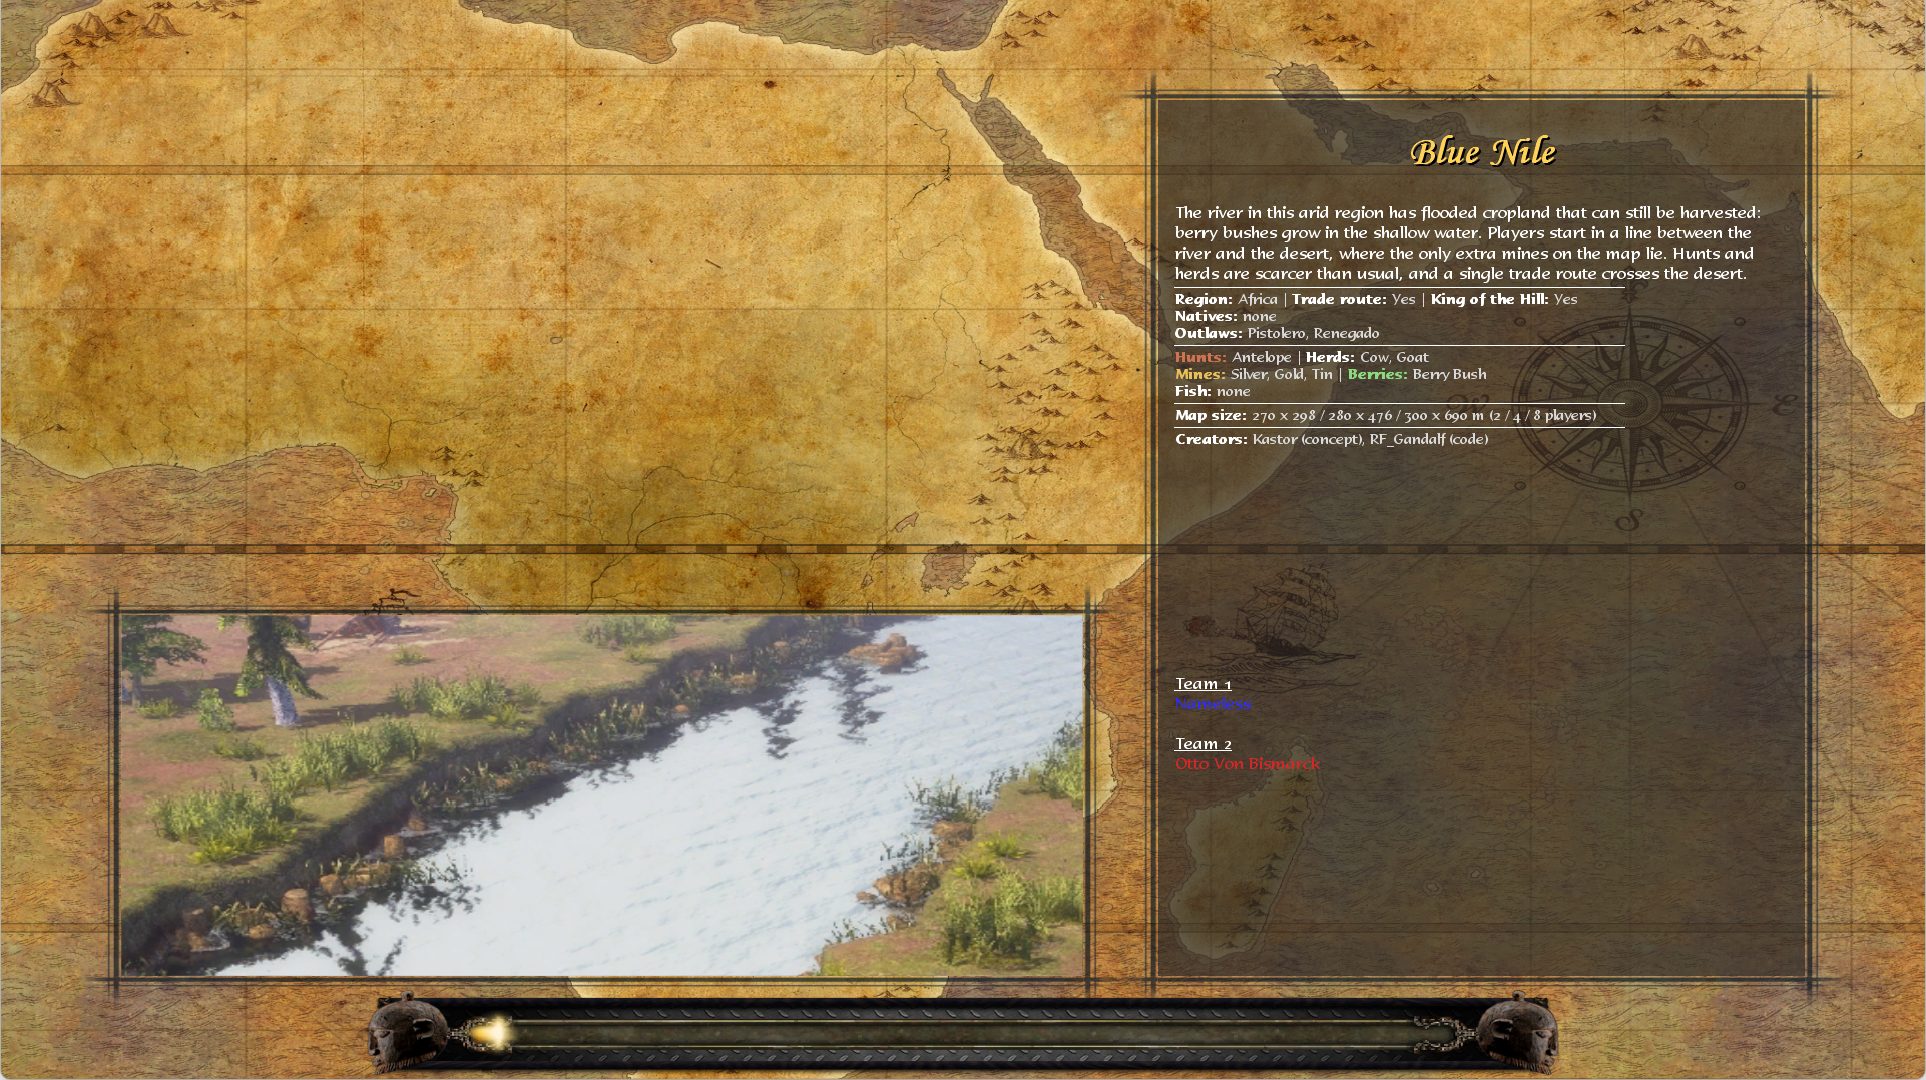 Blue Nile
The river in this arid region has flooded cropland that can still be harvested:
berry bushes grow in the shallow water. Players start in a line between the
river and the desert, where the only extra mines on the map lie. Hunts and
herds are scarcer than usual, and a single trade route crosses the desert.
Region: Africa | Trade route: Yes | King of the Hill: Yes
Natives: none
Outlaws: Pistolero, Renegado
Hunts: Antelope | Herds: Cow, Goat
Mines: Silver, Gold, Tin | Berries: Berry Bush
Fish: none
Map size: 270 x 298 / 280 x 476 / 300 x 690 m (2 / 4 / 8 players)
Creators: Kastor (concept), RF_Gandalf (code)
E
S
Team 1
Nameless
Team 2
Otto Von Bismarck